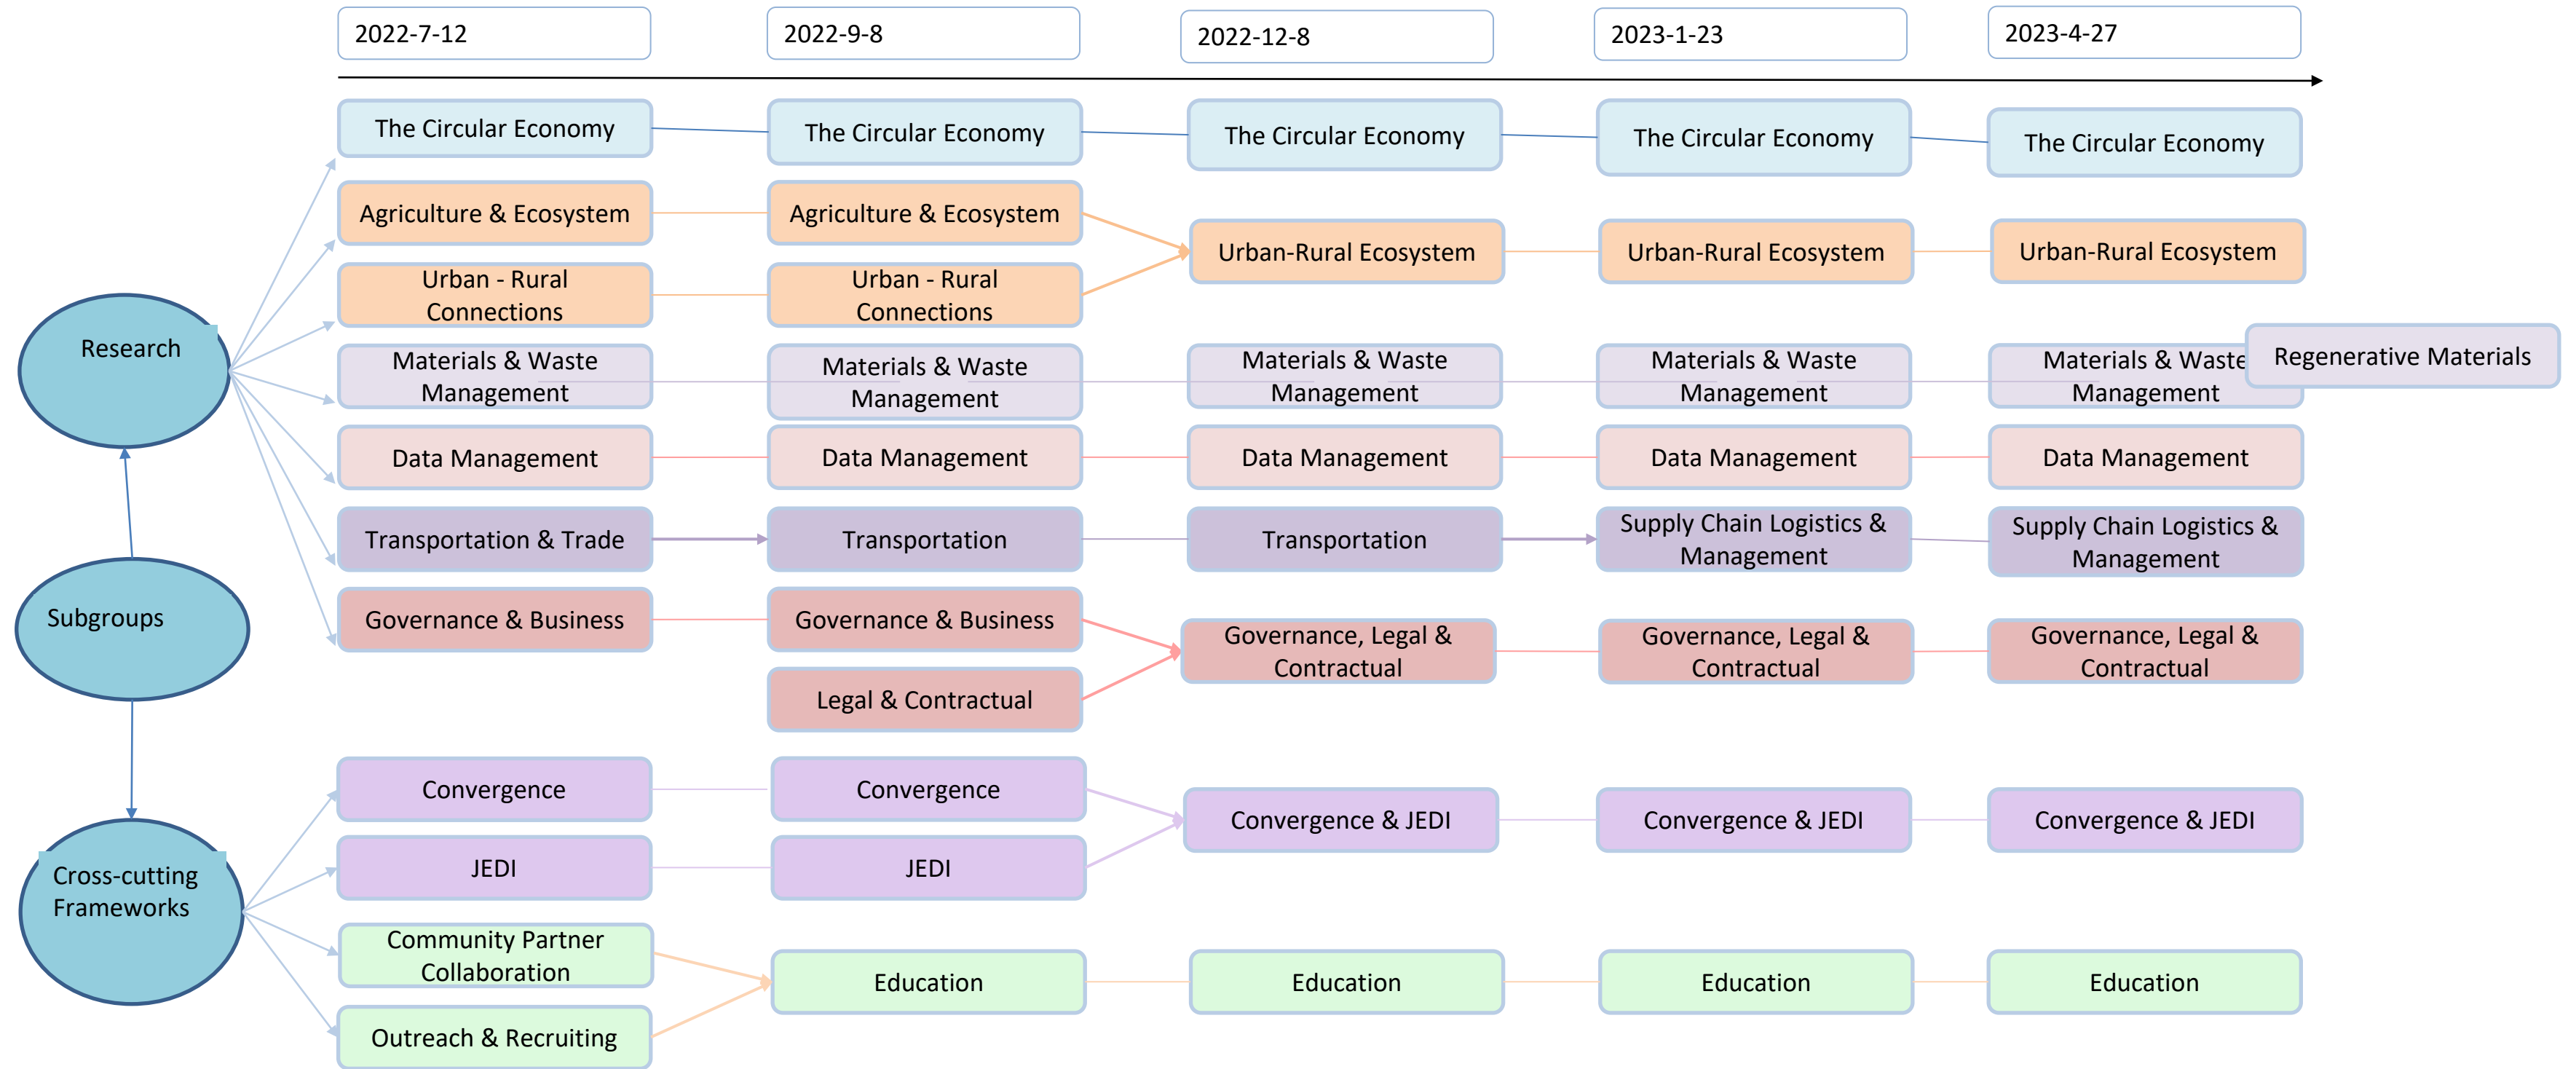 2022-7-12
2022-9-8
2022-12-8
2023-1-23
2023-4-27
The Circular Economy
The Circular Economy
The Circular Economy
The Circular Economy
The Circular Economy
Agriculture & Ecosystem
Agriculture & Ecosystem
Urban-Rural Ecosystem
Urban-Rural Ecosystem
Urban-Rural Ecosystem
Urban - Rural
Connections
Urban - Rural
Connections
Research
Materials & Waste
Management
Materials & Waste
Management
Materials & Waste
Management
Materials & Waste
Management
Materials & Waste
Management
Regenerative Materials
Data Management
Data Management
Data Management
Data Management
Data Management
Transportation & Trade
Transportation
Transportation
Supply Chain Logistics &
Management
Supply Chain Logistics &
Management
Subgroups
Governance & Business
Governance & Business
Governance, Legal &
Contractual
Governance, Legal &
Contractual
Governance, Legal &
Contractual
Legal & Contractual
Convergence
Convergence
Convergence & JEDI
Convergence & JEDI
Convergence & JEDI
JEDI
JEDI
Cross-cutting
Frameworks
Community Partner
Collaboration
Education
Education
Education
Education
Outreach & Recruiting